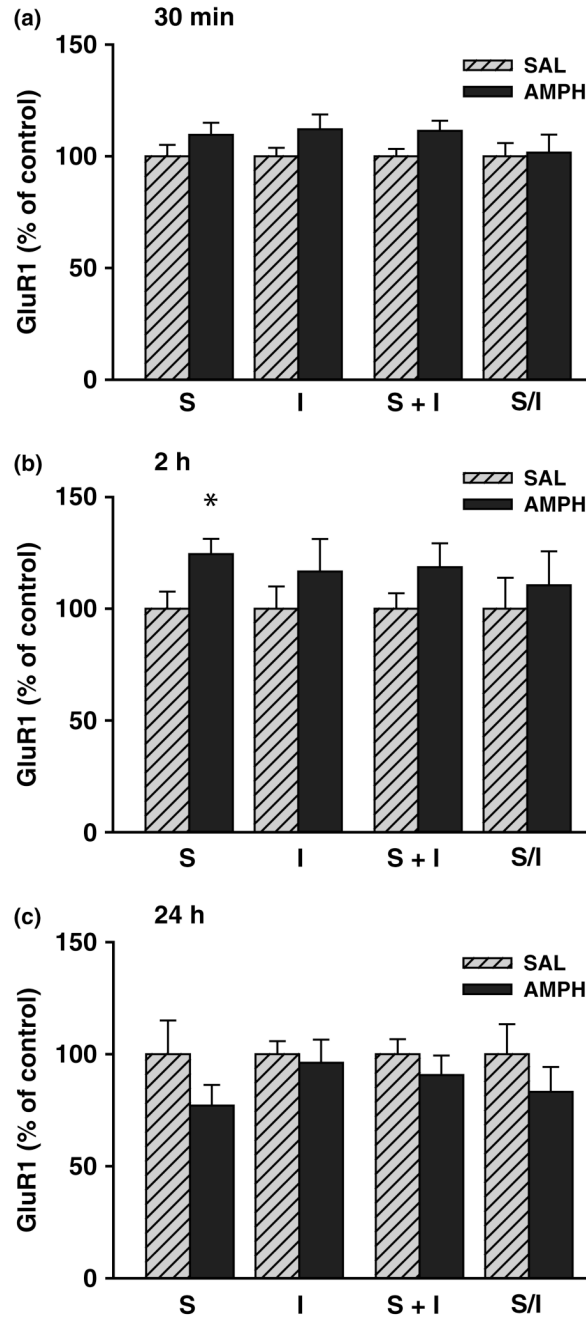 (a) 30 min
150
SAL
AMPH
100
50
0
GluR1 (% of control)
S I S + I S/I
(b) 2 h
150
*
SAL
AMPH
100
50
0
GluR1 (% of control)
S I S + I S/I
(c) 24 h
150
SAL
AMPH
100
50
0
GluR1 (% of control)
S I S + I S/I